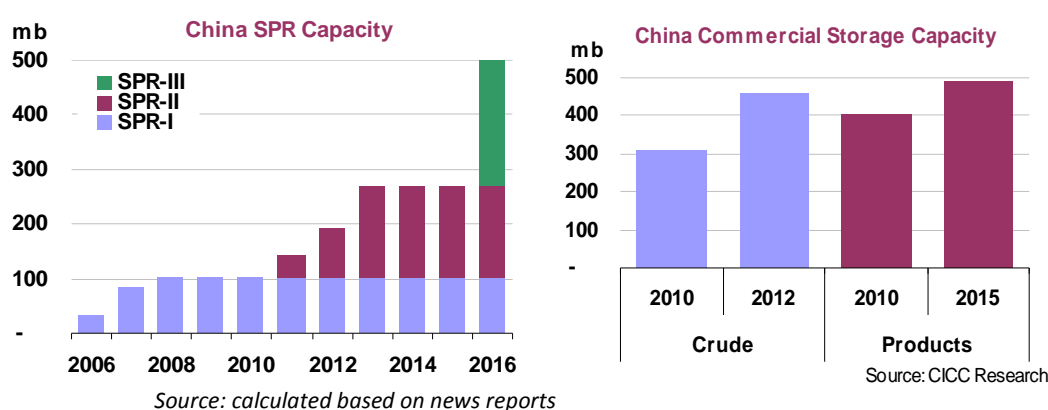 mb
China SPR Capacity
500
400
300
200
100
-
SPR-III
SPR-II
SPR-I
2006 2008 2010 2012 2014 2016
Source: calculated based on news reports
China Commercial Storage Capacity
mb
500
400
300
200
100
-
2010 2012 2010 2015
Crude Products
Source: CICC Research